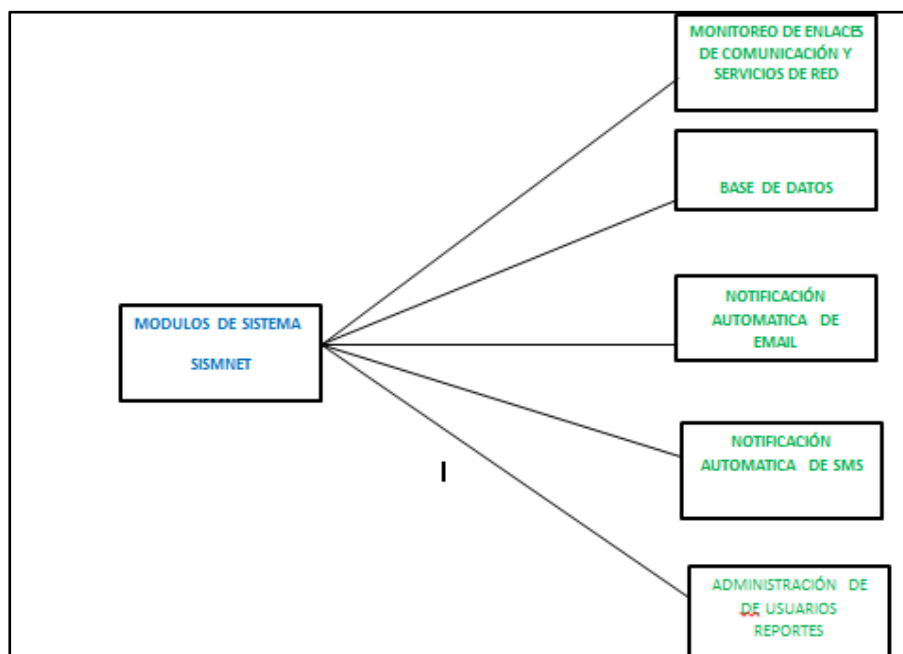 MONITOREO DE ENLACES
DE COMUNICACIÓN Y
SERVICIOS DE RED
BASE DE DATOS
MODULOS DE SISTEMA
SISMNET
NOTIFICACIÓN
AUTOMATICA DE
EMAIL
NOTIFICACIÓN
AUTOMATICA DE SMS
ADMINISTRACIÓN DE
DE USUARIOS
REPORTES